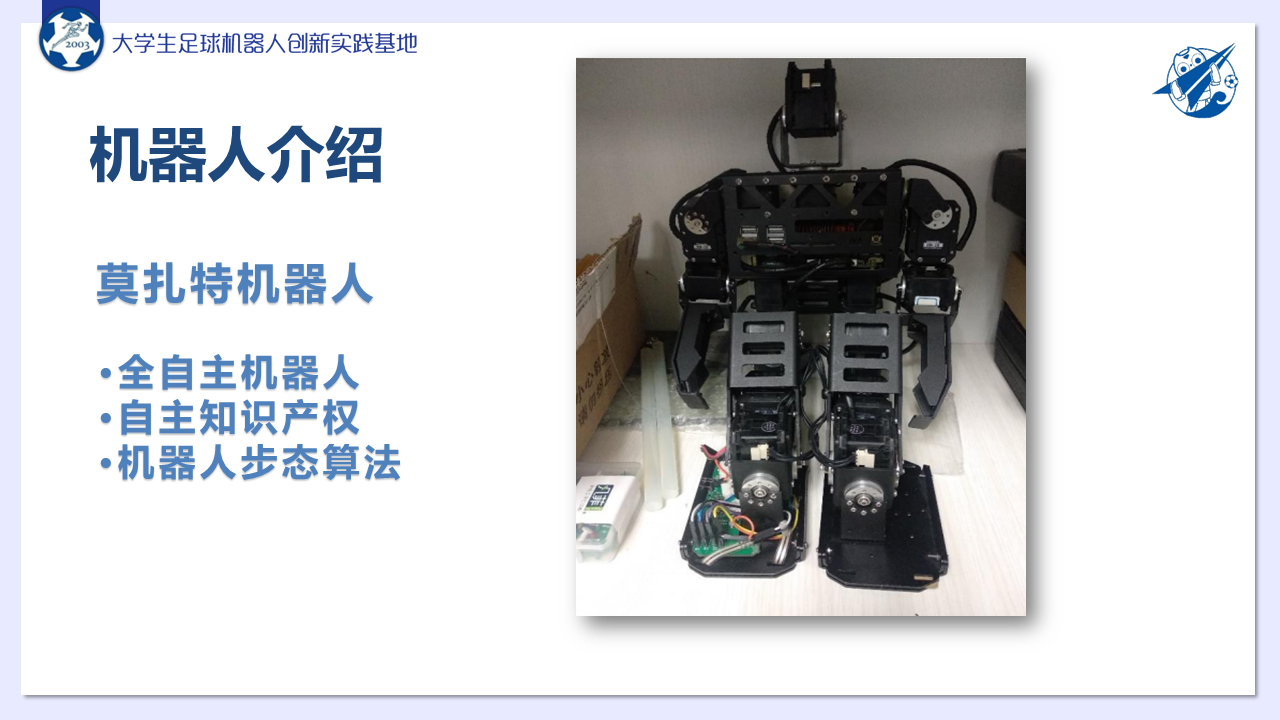 2003
大学生足球机器人创新实践基地
机器人介绍
莫扎特机器人
•全自主机器人
•自主知识产权
•机器人步态算法